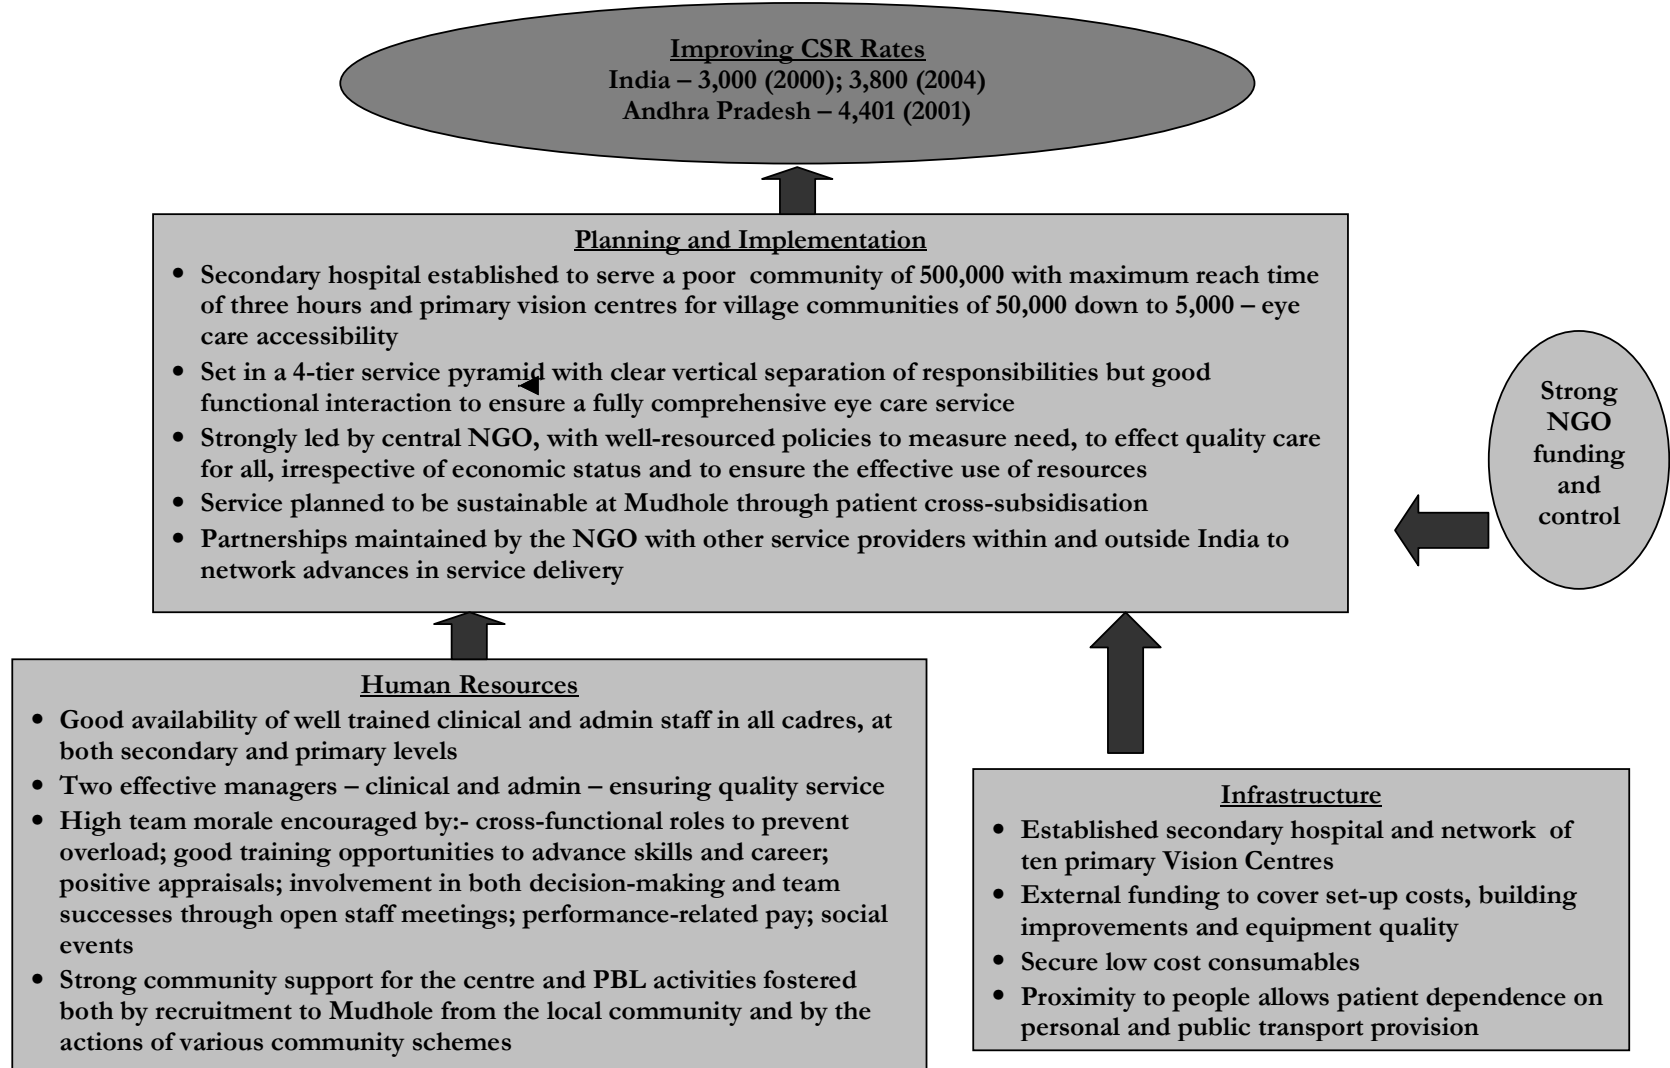 Improving CSR Rates
India – 3,000 (2000); 3,800 (2004)
Andhra Pradesh – 4,401 (2001)
Planning and Implementation
• Secondary hospital established to serve a poor community of 500,000 with maximum reach time
of three hours and primary vision centres for village communities of 50,000 down to 5,000 – eye
care accessibility
• Set in a 4-tier service pyramid with clear vertical separation of responsibilities but good
functional interaction to ensure a fully comprehensive eye care service
• Strongly led by central NGO, with well-resourced policies to measure need, to effect quality care
for all, irrespective of economic status and to ensure the effective use of resources
• Service planned to be sustainable at Mudhole through patient cross-subsidisation
• Partnerships maintained by the NGO with other service providers within and outside India to
network advances in service delivery
Strong
NGO
funding
and
control
Human Resources
• Good availability of well trained clinical and admin staff in all cadres, at
both secondary and primary levels
• Two effective managers – clinical and admin – ensuring quality service
• High team morale encouraged by:- cross-functional roles to prevent
overload; good training opportunities to advance skills and career;
positive appraisals; involvement in both decision-making and team
successes through open staff meetings; performance-related pay; social
events
• Strong community support for the centre and PBL activities fostered
both by recruitment to Mudhole from the local community and by the
actions of various community schemes
Infrastructure
• Established secondary hospital and network of
ten primary Vision Centres
• External funding to cover set-up costs, building
improvements and equipment quality
• Secure low cost consumables
• Proximity to people allows patient dependence on
personal and public transport provision